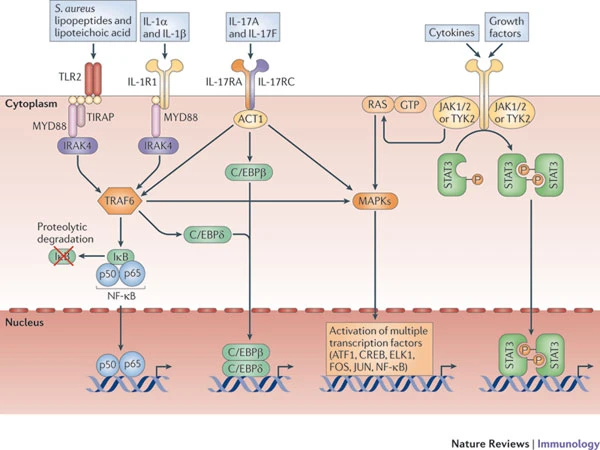 S. aureus
lipopeptides and
lipoteichoic acid
IL-1α
and IL-1β
IL-17A
and IL-17F
Cytokines
Growth
factors
TLR2
IL-1R1
IL-17RA
IL-17RC
Cytoplasm
TIRAP
MYD88
MYD88
IRAK4
IRAK4
ACT1
RAS
GTP
JAK1/2
or TYK2
JAK1/2
or TYK2
C/EBPβ
STAT3
P
STAT3
P
P
STAT3
TRAF6
MAPKs
Proteolytic
degradation
C/EBPδ
IκB
IκB
p50
p65
NF-κB
Nucleus
p50
p65
C/EBPβ
C/EBPδ
Activation of multiple
transcription factors
(ATF1, CREB, ELK1,
FOS, JUN, NF-κB)
STAT3
P
P
STAT3
Nature Reviews | Immunology